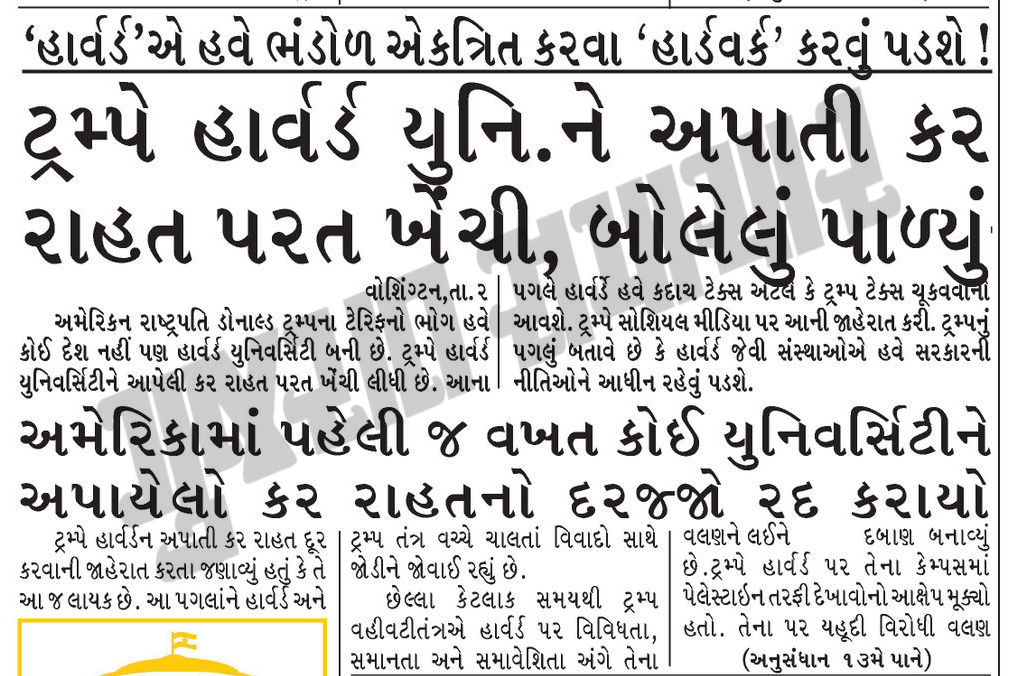 ‘હાર્વર્ડ’એ હવે ભંડોળ એકત્રિત કરવા ‘હાર્ડવર્ક’ કરવું પડશે !
ટ્રમ્પે હાર્વર્ડ યુનિ.ને અપાતી કર
રાહત પરત ખેંચી, બોલેલું પાળ્યું
વોશિંગ્ટન,તા.૨
અમેરિકન રાષ્ટ્રપતિ ડોનાલ્ડ ટ્રમ્પના ટેરિફનો ભોગ હવે
કોઈ દેશ નહીં પણ હાર્વર્ડ યુનિવર્સિટી બની છે. ટ્રમ્પે હાર્વર્ડ
યુનિવર્સિટીને આપેલી કર રાહત પરત ખેંચી લીધી છે. આના
પગલે હાર્વર્ડે હવે કદાચ ટેક્સ એટલે કે ટ્રમ્પ ટેક્સ ચૂકવવાના
આવશે. ટ્રમ્પે સોશિયલ મીડિયા પર આની જાહેરાત કરી. ટ્રમ્પનું
પગલું બતાવે છે કે હાર્વર્ડ જેવી સંસ્થાઓએ હવે સરકારની
નીતિઓને આધીન રહેવું પડશે.
અમેરિકામાં પહેલી જ વખત કોઈ યુનિવર્સિટીને
અપાયેલો કર રાહતનો દરજ્જો રદ કરાયો
ટ્રમ્પે હાર્વર્ડન અપાતી કર રાહત દૂર
કરવાની જાહેરાત કરતા જણાવ્યું હતું કે તે
આ જ લાયક છે. આ પગલાંને હાર્વર્ડ અને
ટ્રમ્પ તંત્ર વચ્ચે ચાલતાં વિવાદો સાથે
જોડીને જોવાઈ રહ્યું છે.
છેલ્લા કેટલાક સમયથી ટ્રમ્પ
વહીવટીતંત્રએ હાર્વર્ડ પર વિવિધતા,
સમાનતા અને સમાવેશિતા અંગે તેના
વલણને લઈને દબાણ બનાવ્યું
છે.ટ્રમ્પે હાર્વર્ડ પર તેના કેમ્પસમાં
પેલેસ્ટાઇન તરફી દેખાવોનો આક્ષેપ મૂક્યો
હતો. તેના પર યહૂદી વિરોધી વલણ
(અનુસંધાન ૧૩મે પાને)
ગુજરાત સમાચાર